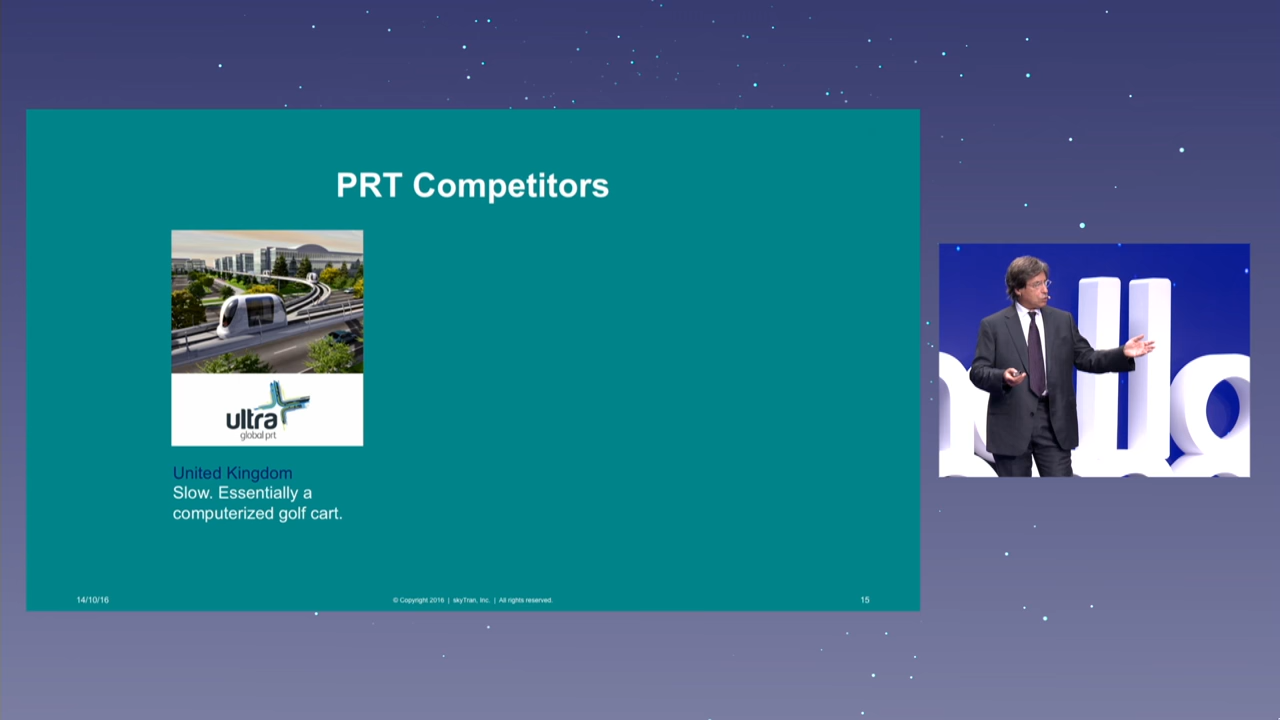 PRT Competitors
ultra
global prt
United Kingdom
Slow. Essentially a
computerized golf cart.
14/10/16
© Copyright 2016 | skyTran, Inc. | All rights reserved.
15